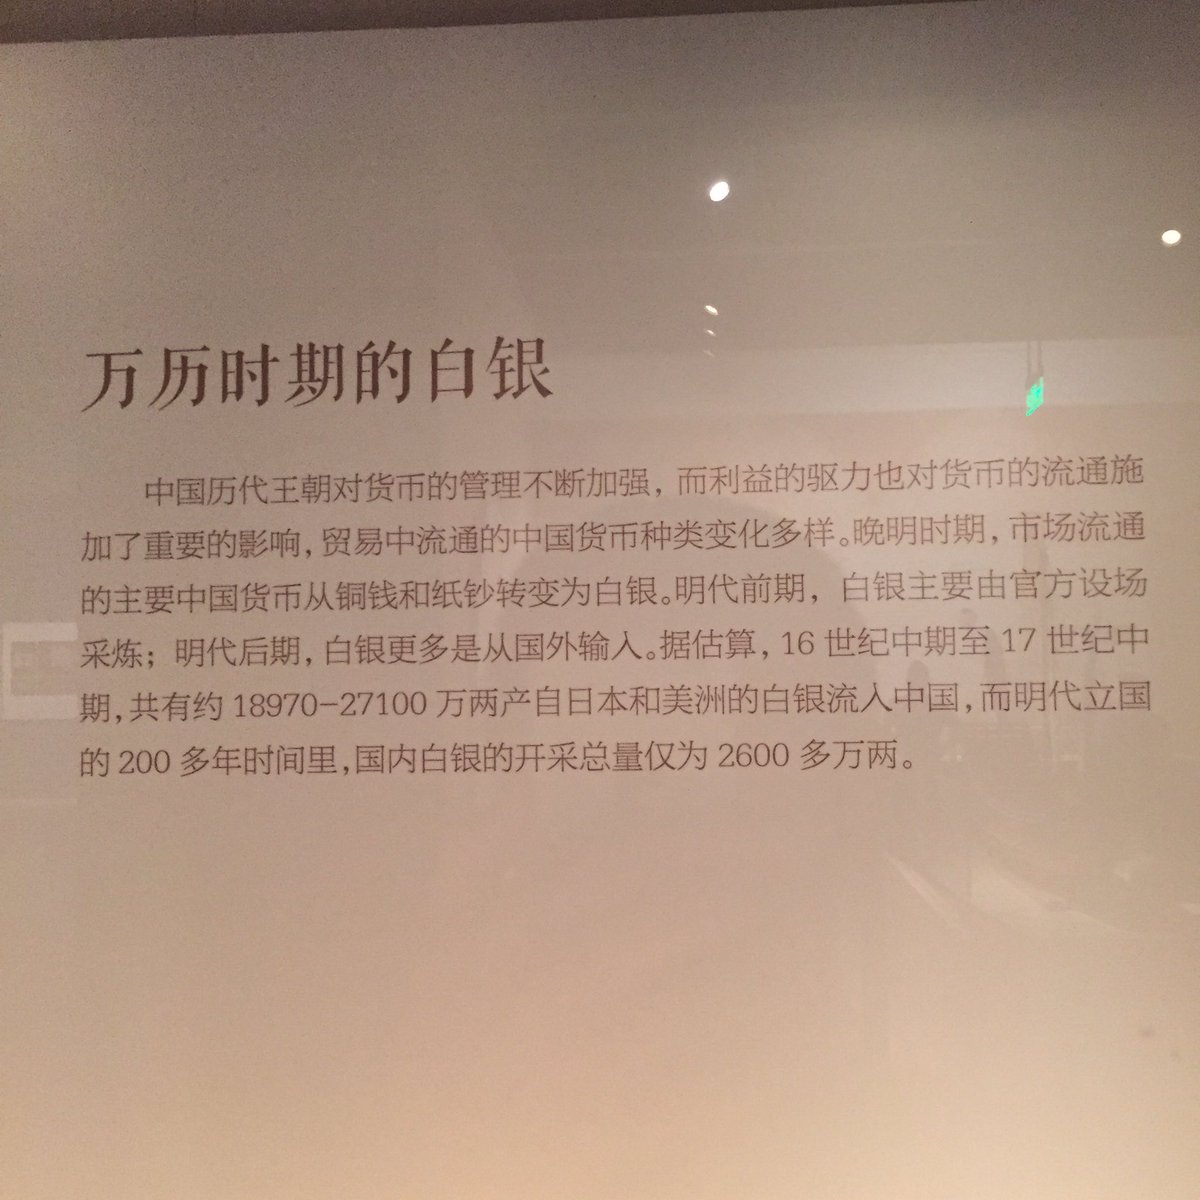 万历时期的白银
中国历代王朝对货币的管理不断加强，而利益的驱力也对货币的流通施
加了重要的影响，贸易中流通的中国货币种类变化多样。晚明时期，市场流通
的主要中国货币从铜钱和纸钞转变为白银。明代前期，白银主要由官方设场
采炼；明代后期，白银更多是从国外输入。据估算，16 世纪中期至 17 世纪中
期，共有约 18970-27100 万两产自日本和美洲的白银流入中国，而明代立国
的 200 多年时间里，国内白银的开采总量仅为 2600 多万两。